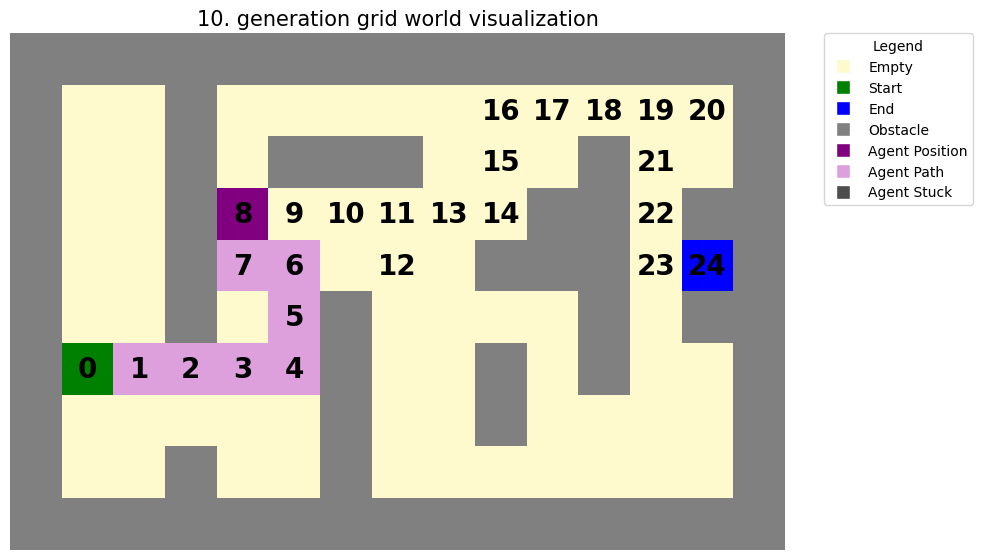 10. generation grid world visualization
16 17 18 19 20
15 21
8 9 10 11 13 14 22
7 6 12 23 24
5
0 1 2 3 4
Legend
Empty
Start
End
Obstacle
Agent Position
Agent Path
Agent Stuck